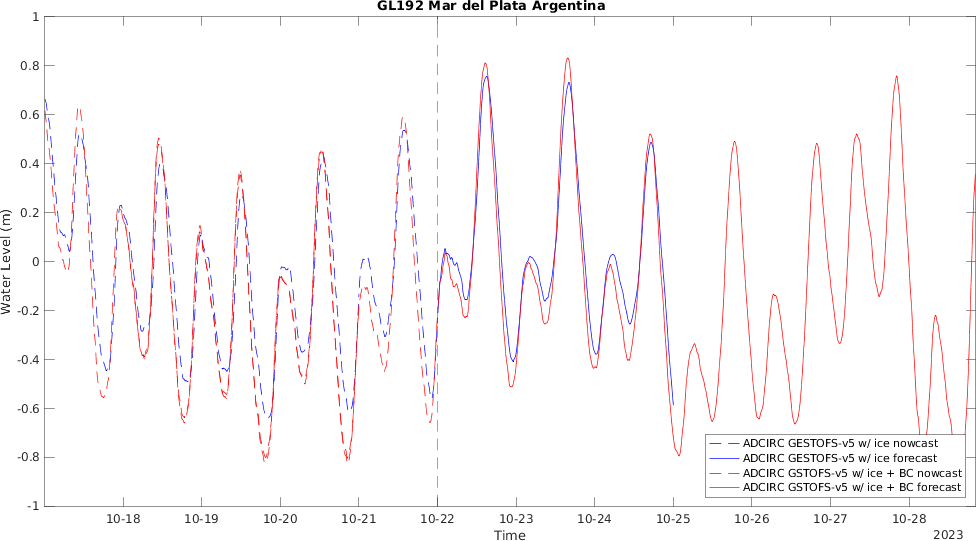 GL192 Mar del Plata Argentina
1
0.8
0.6
0.4
0.2
0
-0.2
-0.4
-0.6
-0.8
-1
Water Level (m)
ADCIRC GESTOFS-v5 w/ ice nowcast
ADCIRC GESTOFS-v5 w/ ice forecast
ADCIRC GSTOFS-v5 w/ ice + BC nowcast
ADCIRC GSTOFS-v5 w/ ice + BC forecast
10-18 10-19 10-20 10-21 10-22 10-23 10-24 10-25 10-26 10-27 10-28
Time
2023